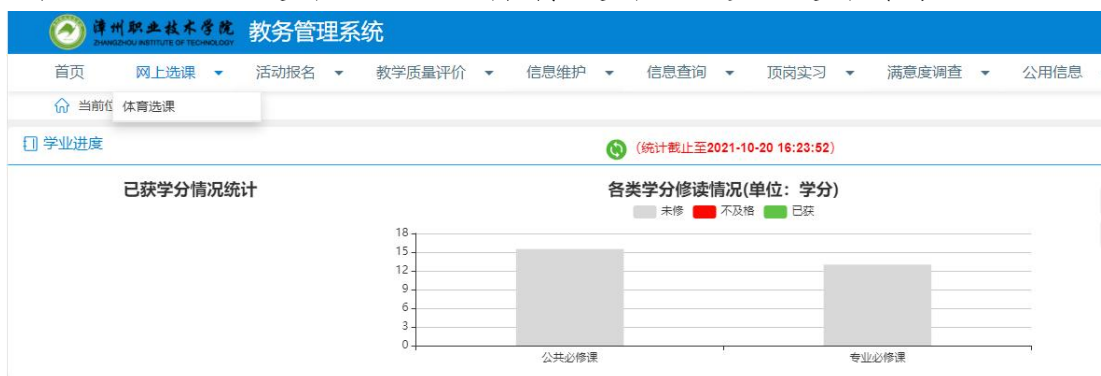 漳州职业技术学院 教务管理系统
ZHANGZHOU INSTITUTE OF TECHNOLOGY
首页 网上选课 活动报名 教学质量评价 信息维护 信息查询 顶岗实习 满意度调查 公用信息
当前位 体育选课
学业进度 (统计截止至2021-10-20 16:23:52)
已获学分情况统计 各类学分修读情况(单位：学分)
未修 不及格 已获
18
15
12
9
6
3
0
公共必修课 专业必修课